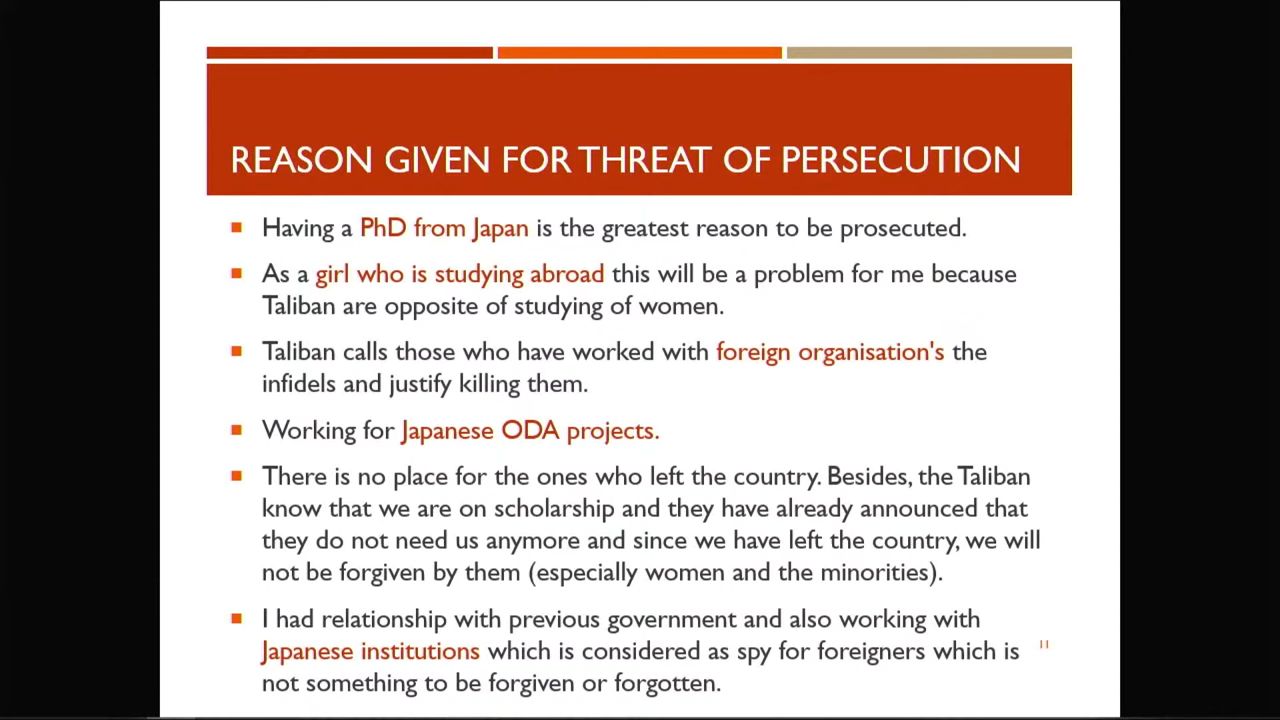 REASON GIVEN FOR THREAT OF PERSECUTION
Having a PhD from Japan is the greatest reason to be prosecuted.
As a girl who is studying abroad this will be a problem for me because
Taliban are opposite of studying of women.
Taliban calls those who have worked with foreign organisation's the
infidels and justify killing them.
Working for Japanese ODA projects.
There is no place for the ones who left the country. Besides, the Taliban
know that we are on scholarship and they have already announced that
they do not need us anymore and since we have left the country, we will
not be forgiven by them (especially women and the minorities).
I had relationship with previous government and also working with
Japanese institutions which is considered as spy for foreigners which is
not something to be forgiven or forgotten.
11